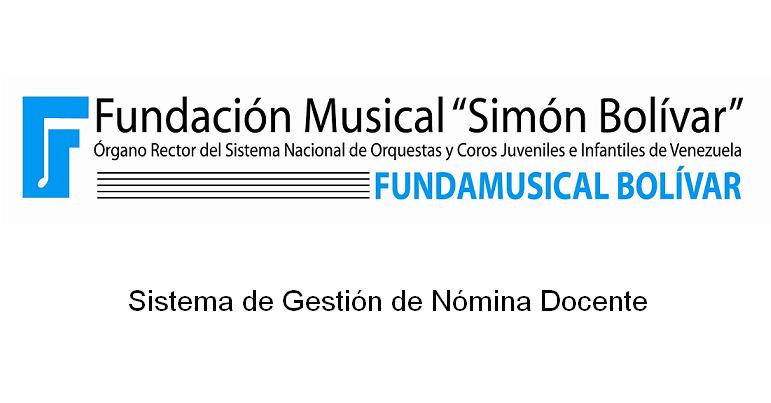 Fundación Musical “Simón Bolívar”
Órgano Rector del Sistema Nacional de Orquestas y Coros Juveniles e Infantiles de Venezuela
FUNDAMUSICAL BOLÍVAR
Sistema de Gestión de Nómina Docente